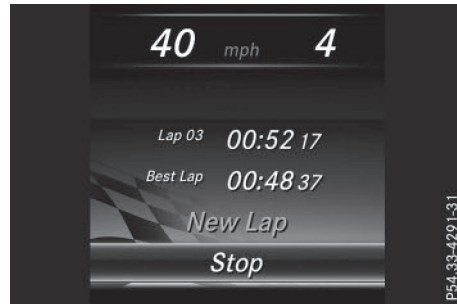 40 mph 4
Lap 03 00:52 17
Best Lap 00:48 37
New Lap
Stop
P54.33-4291-31